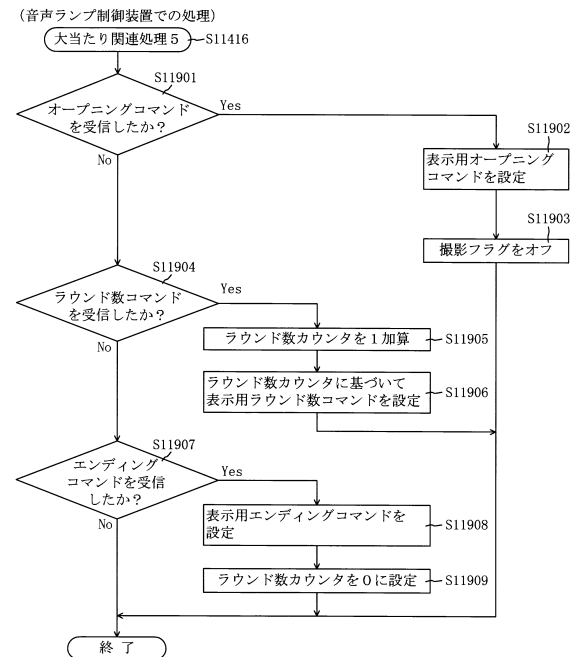 （音声ランプ制御装置での処理）
大当たり関連処理５
S11416
S11901
オープニングコマンド
を受信したか？
Yes
No
S11902
表示用オープニング
コマンドを設定
S11903
撮影フラグをオフ
S11904
ラウンド数コマンド
を受信したか？
Yes
No
ラウンド数カウンタを１加算
S11905
ラウンド数カウンタに基づいて
表示用ラウンド数コマンドを設定
S11906
S11907
エンディング
コマンドを受信
したか？
Yes
No
表示用エンディングコマンドを
設定
S11908
ラウンド数カウンタを０に設定
S11909
終 了